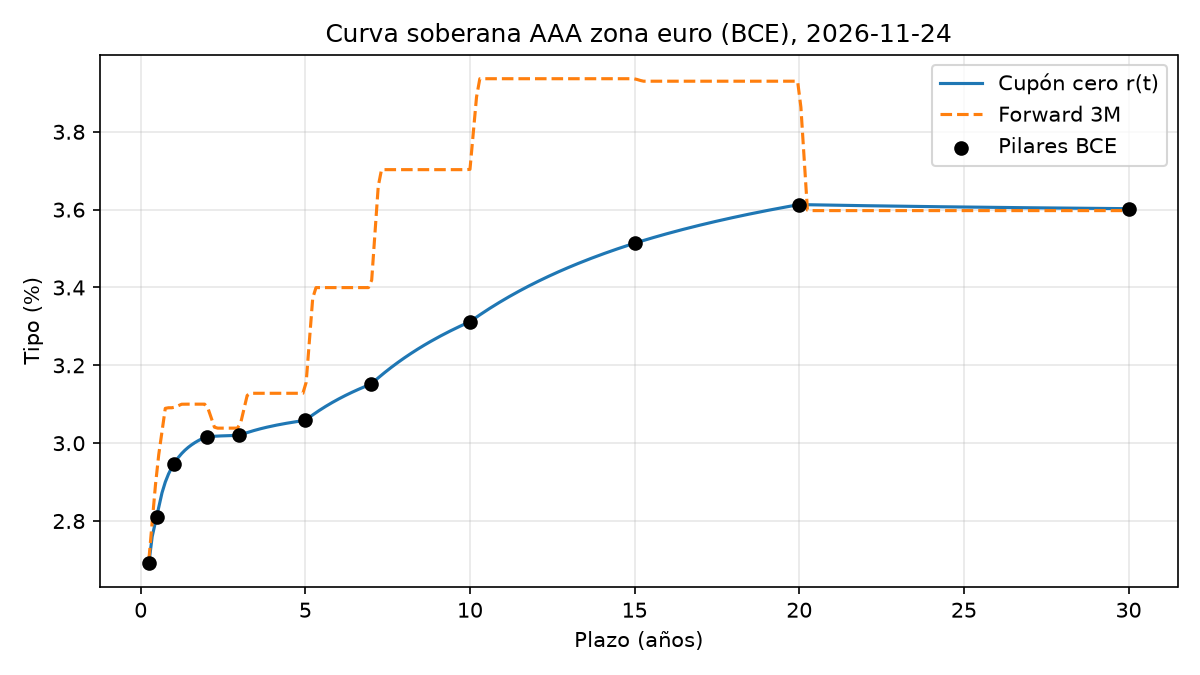 Curva soberana AAA zona euro (BCE), 2026-11-24
Cupón cero r(t)
Forward 3M
Pilares BCE
Tipo (%)
3.8
3.6
3.4
3.2
3.0
2.8
0 5 10 15 20 25 30
Plazo (años)